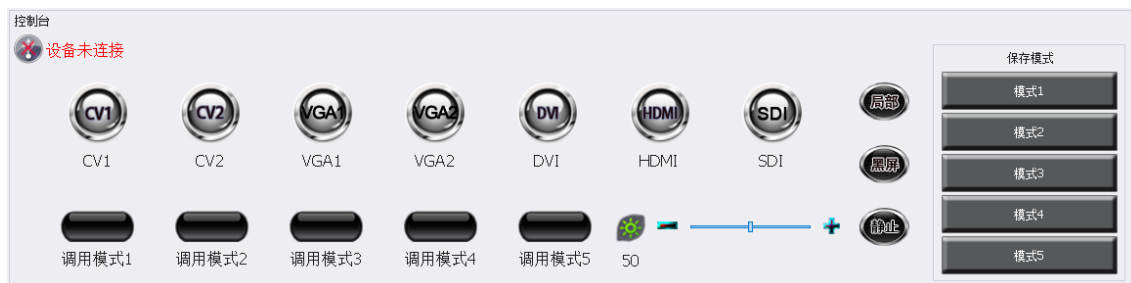 控制台
设备未连接
CV1 CV2 VGA1 VGA2 DVI HDMI SDI 局部
CV1 CV2 VGA1 VGA2 DVI HDMI SDI
黑屏
静止
调用模式1 调用模式2 调用模式3 调用模式4 调用模式5 50
保存模式
模式1
模式2
模式3
模式4
模式5